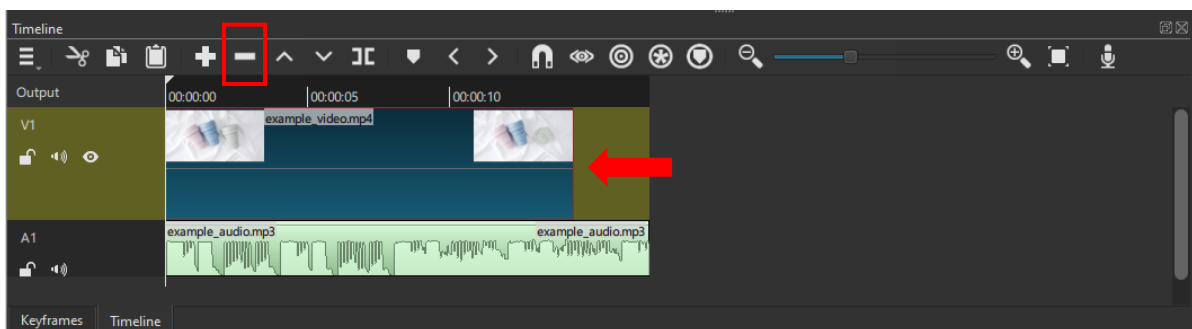 Timeline
Output
00:00:00 00:00:05 00:00:10
V1
example_video.mp4
A1
example_audio.mp3 example_audio.mp3
Keyframes Timeline